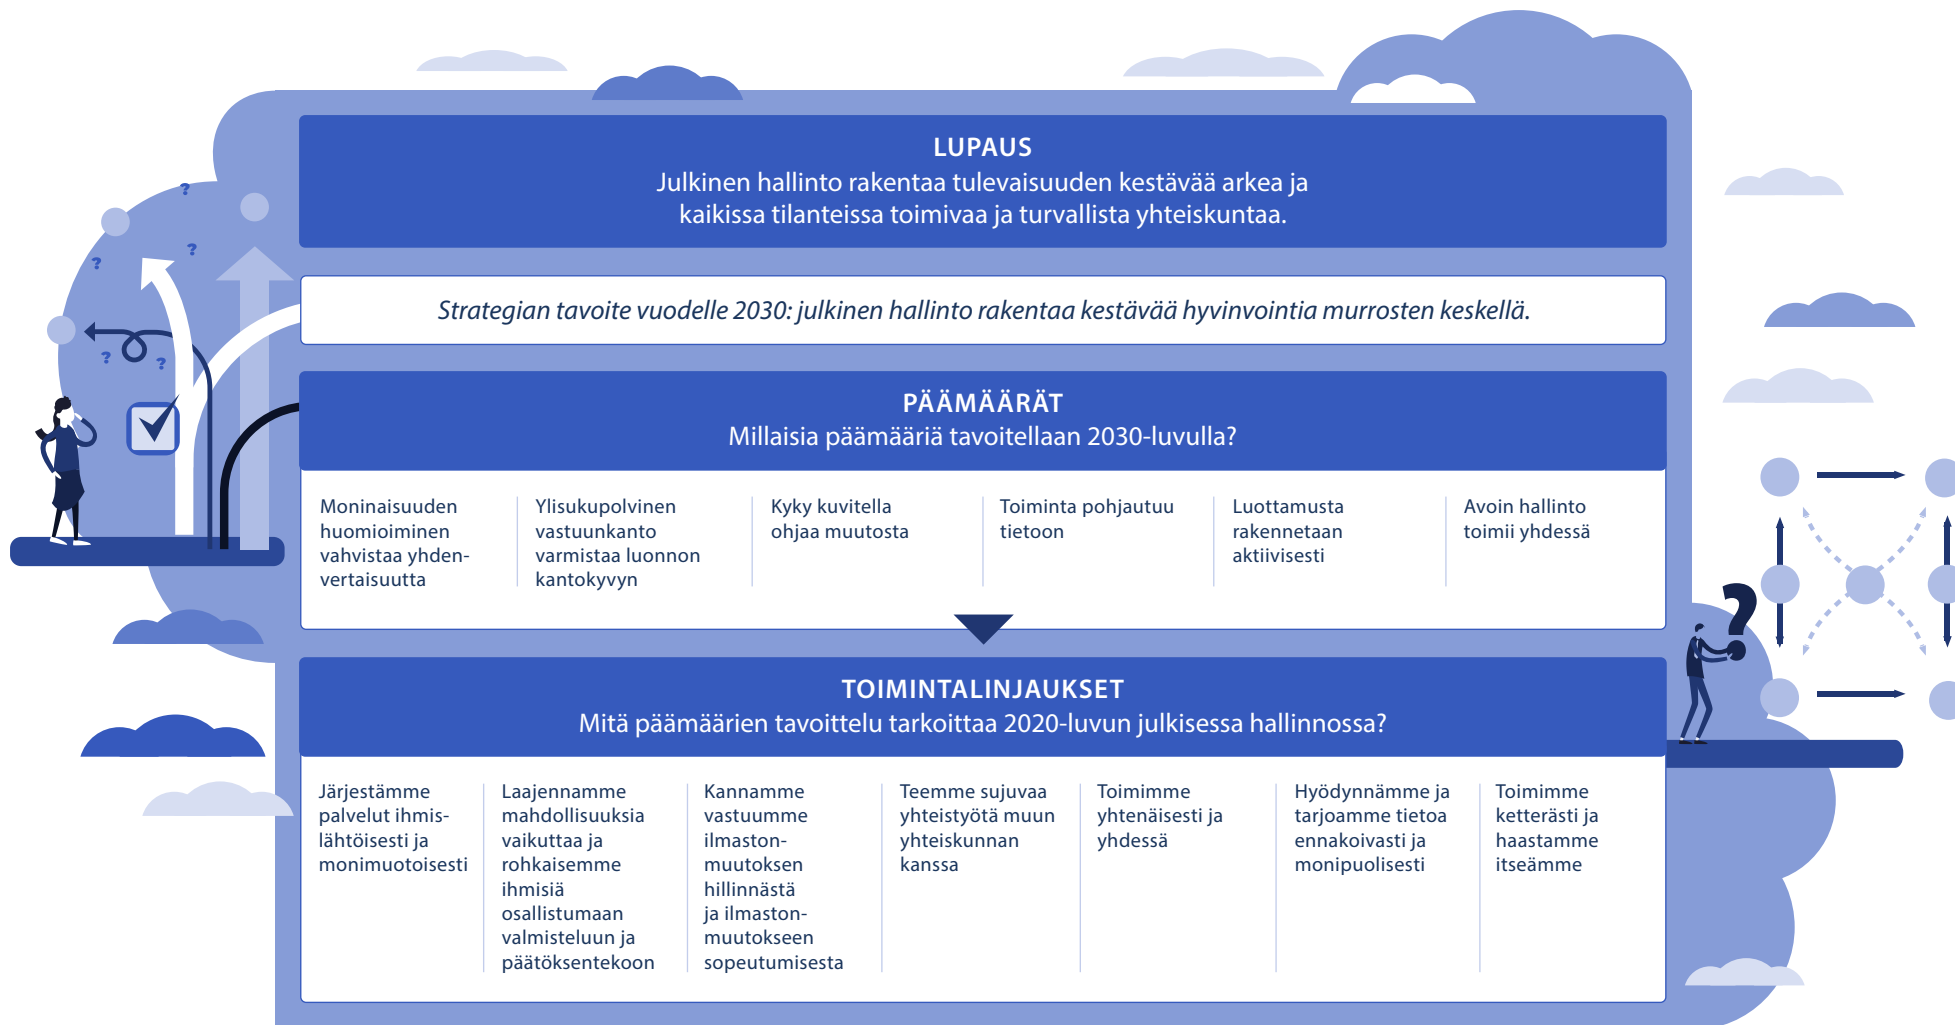 LUPAUS
Julkinen hallinto rakentaa tulevaisuuden kestävää arkea ja
kaikissa tilanteissa toimivaa ja turvallista yhteiskuntaa.
Strategian tavoite vuodelle 2030: julkinen hallinto rakentaa kestävää hyvinvointia murrosten keskellä.
PÄÄMÄÄRÄT
Millaisia päämääriä tavoitellaan 2030-luvulla?
Moninaisuuden
huomioiminen
vahvistaa yhden-
vertaisuutta
Ylisukupolvinen
vastuunkanto
varmistaa luonnon
kantokyvyn
Kyky kuvitella
ohjaa muutosta
Toiminta pohjautuu
tietoon
Luottamusta
rakennetaan
aktiivisesti
Avoin hallinto
toimii yhdessä
TOIMINTALINJAUKSET
Mitä päämäärien tavoittelu tarkoittaa 2020-luvun julkisessa hallinnossa?
Järjestämme
palvelut ihmis-
lähtöisesti ja
monimuotoisesti
Laajennamme
mahdollisuuksia
vaikuttaa ja
rohkaisemme
ihmisiä
osallistumaan
valmisteluun ja
päätöksentekoon
Kannamme
vastuumme
ilmaston-
muutoksen
hillinnästä
ja ilmaston-
muutokseen
sopeutumisesta
Teemme sujuvaa
yhteistyötä muun
yhteiskunnan
kanssa
Toimimme
yhtenäisesti ja
yhdessä
Hyödynnämme ja
tarjoamme tietoa
ennakoivasti ja
monipuolisesti
Toimimme
ketterästi ja
haastamme
itseämme